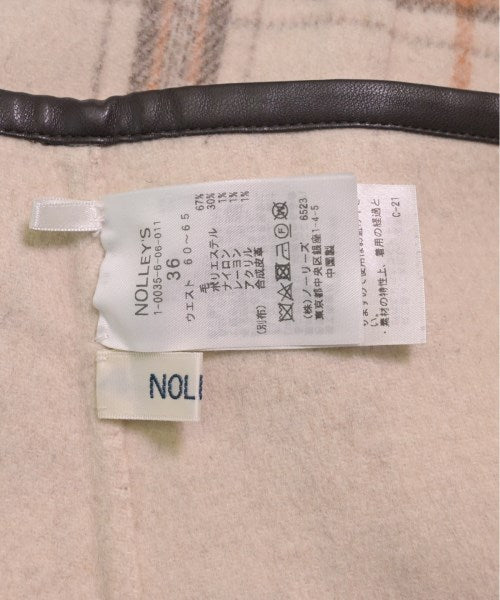 NOLLEY'S
1-0035-6-06-011
36
ウエスト 60~65
毛 67%
ポリエステル 30%
ナイロン 1%
レーヨン 1%
アクリル 1%
(別布) 合成皮革
6523
(株)ノーリーズ
東京都中央区銀座1-4-5
中国製
C-21
い。
・素材の特性上、着用の経過と
NOLL